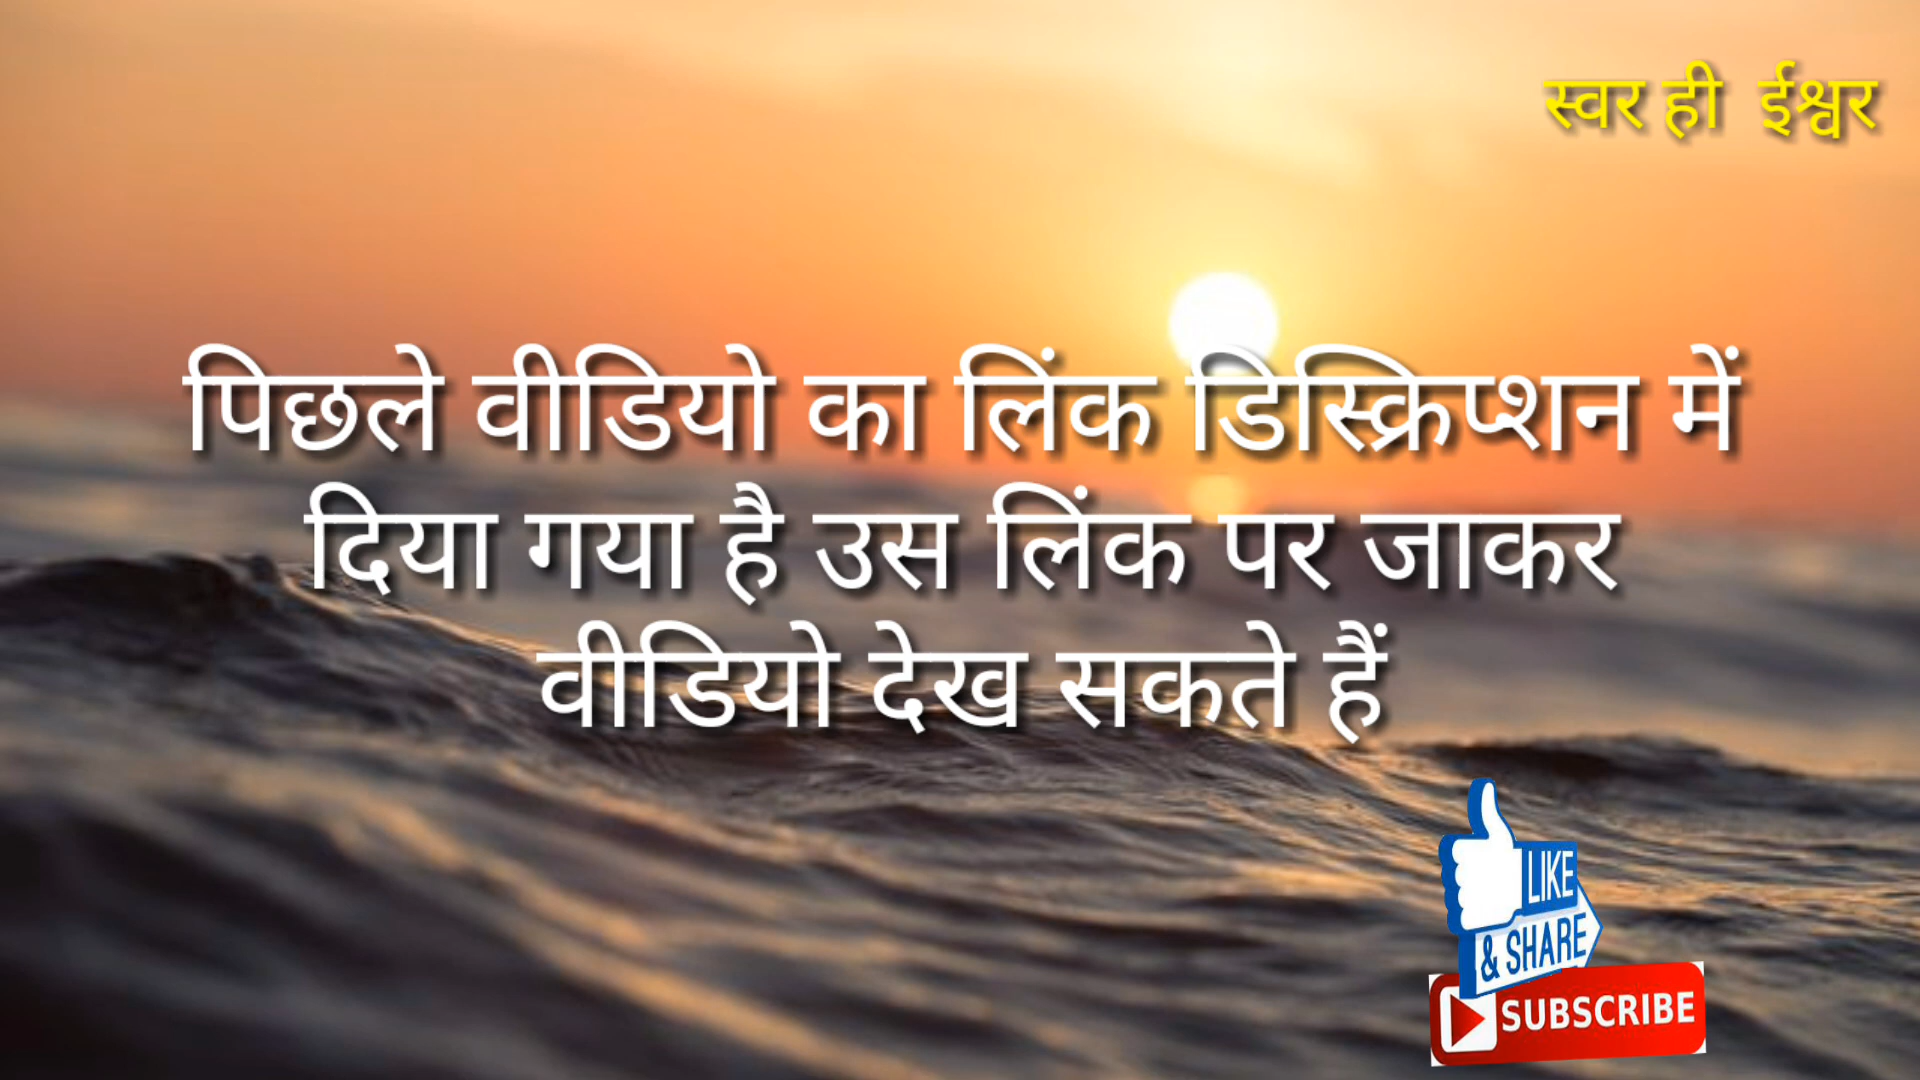 स्वर ही ईश्वर
पिछले वीडियो का लिंक डिस्क्रिप्शन में
दिया गया है उस लिंक पर जाकर
वीडियो देख सकते हैं
LIKE
& SHARE
SUBSCRIBE